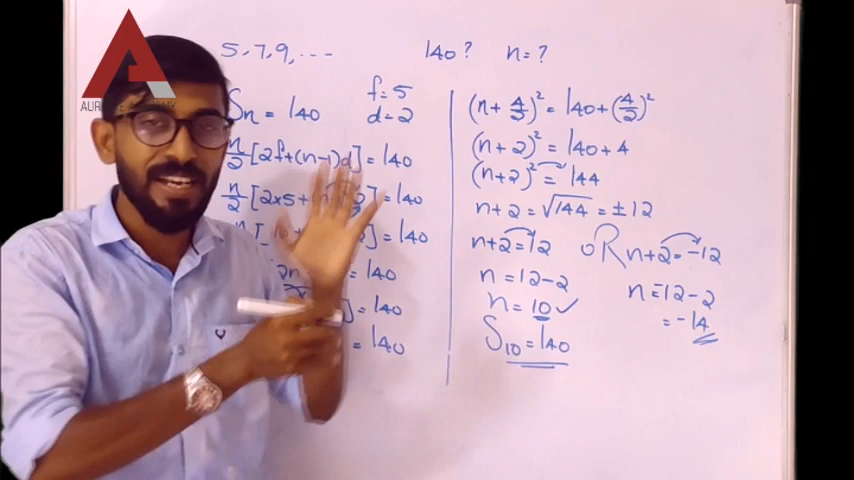 5, 7, 9, ---
140 ? n = ?
Sn = 140
f = 5
d = 2
n/2 [2f+(n-1)d] = 140
n/2 [2x5+ 2] = 140
] = 140
2n = 140
] = 140
= 140
(n + 4/2)² = 140 + (4/2)²
(n + 2)² = 140 + 4
(n+2)² = 144
n + 2 = √144 = ± 12
n+2 = 12 OR n+2 = -12
n = 12 - 2
n = -12 - 2
n = 10 ✓
= -14
S₁₀ = 140